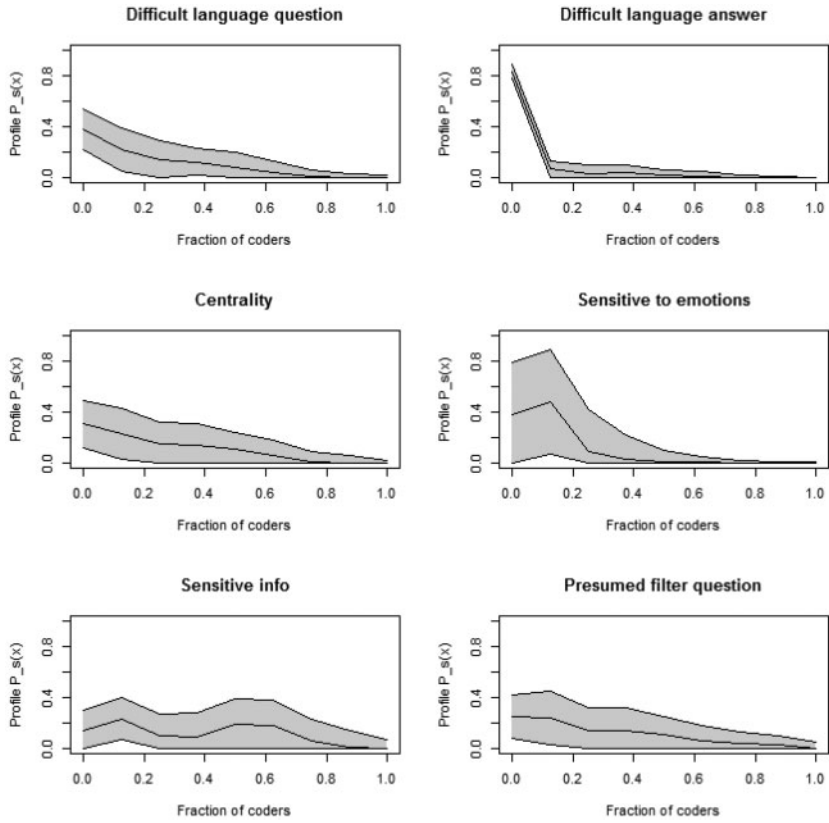 Difficult language question
Profile P_s(x)
0.0 0.4 0.8
0.0 0.2 0.4 0.6 0.8 1.0
Fraction of coders
Difficult language answer
Profile P_s(x)
0.0 0.4 0.8
0.0 0.2 0.4 0.6 0.8 1.0
Fraction of coders
Centrality
Profile P_s(x)
0.0 0.4 0.8
0.0 0.2 0.4 0.6 0.8 1.0
Fraction of coders
Sensitive to emotions
Profile P_s(x)
0.0 0.4 0.8
0.0 0.2 0.4 0.6 0.8 1.0
Fraction of coders
Sensitive info
Profile P_s(x)
0.0 0.4 0.8
0.0 0.2 0.4 0.6 0.8 1.0
Fraction of coders
Presumed filter question
Profile P_s(x)
0.0 0.4 0.8
0.0 0.2 0.4 0.6 0.8 1.0
Fraction of coders